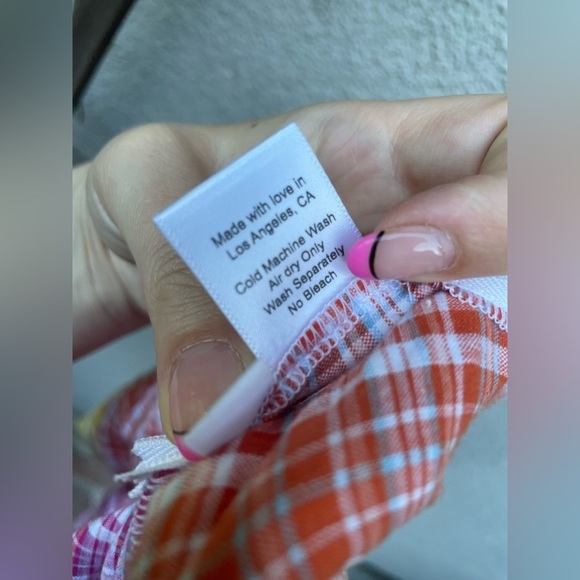 Made with love in
Los Angeles, CA
Cold Machine Wash
Air dry Only
Wash Separately
No Bleach